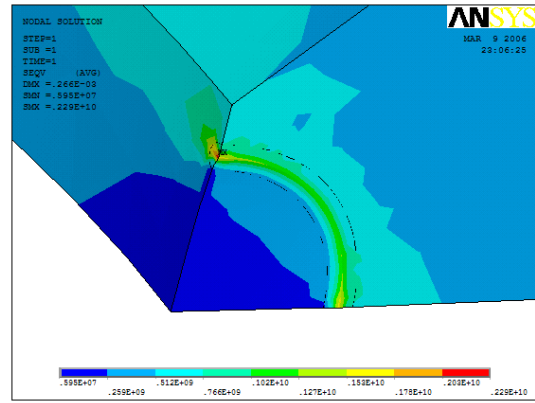 NODAL SOLUTION
STEP=1
SUB =1
TIME=1
SEQV (AVG)
DMX =.266E-03
SMN =.595E+07
SMX =.229E+10
ANSYS
MAR 9 2006
23:06:25
MX
.595E+07 .512E+09 .102E+10 .153E+10 .203E+10
.259E+09 .766E+09 .127E+10 .178E+10 .229E+10